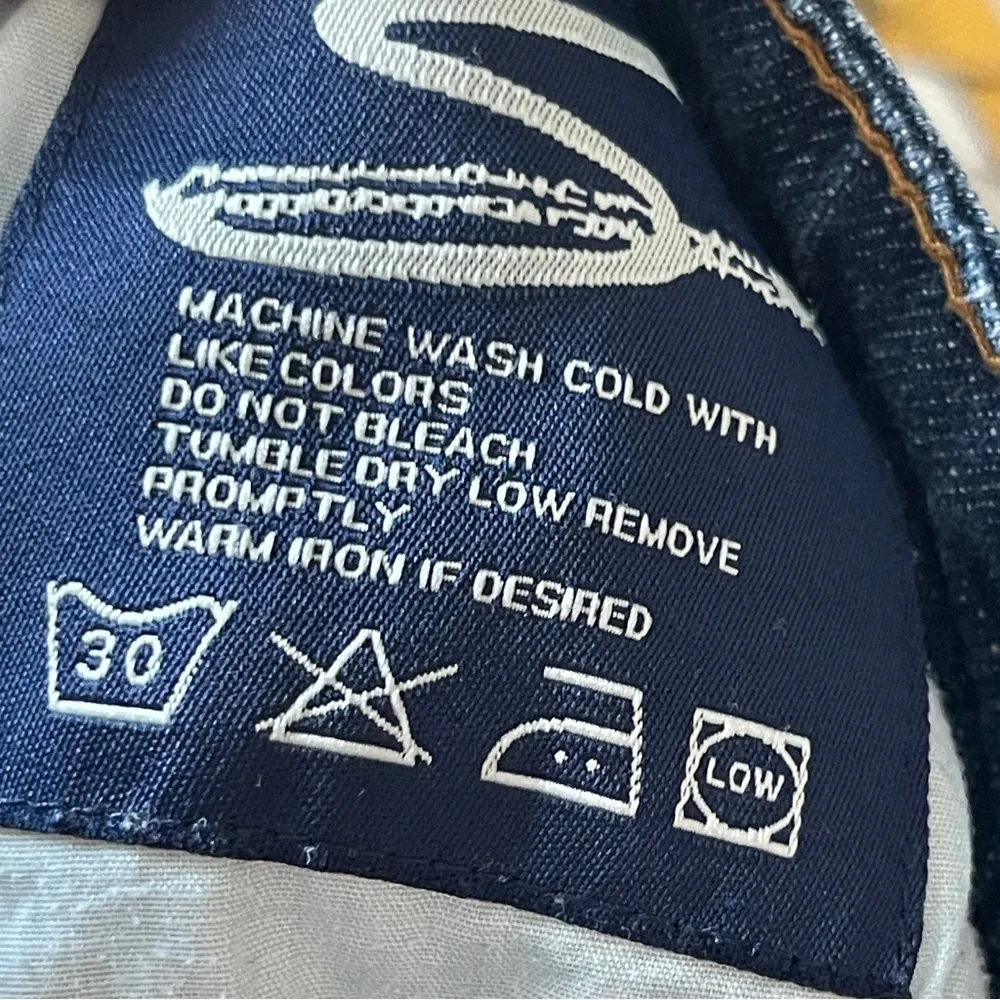 MACHINE WASH COLD WITH
LIKE COLORS
DO NOT BLEACH
TUMBLE DRY LOW REMOVE
PROMPTLY
WARM IRON IF DESIRED
30
LOW